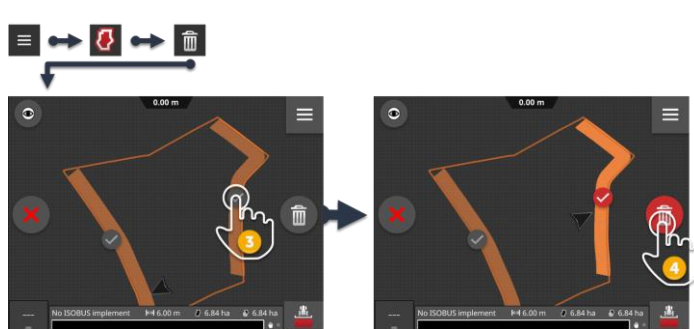 0.00 m
3
--- No ISOBUS implement 6.00 m 6.84 ha 6.84 ha
0.00 m
4
--- No ISOBUS implement 6.00 m 6.84 ha 6.84 ha